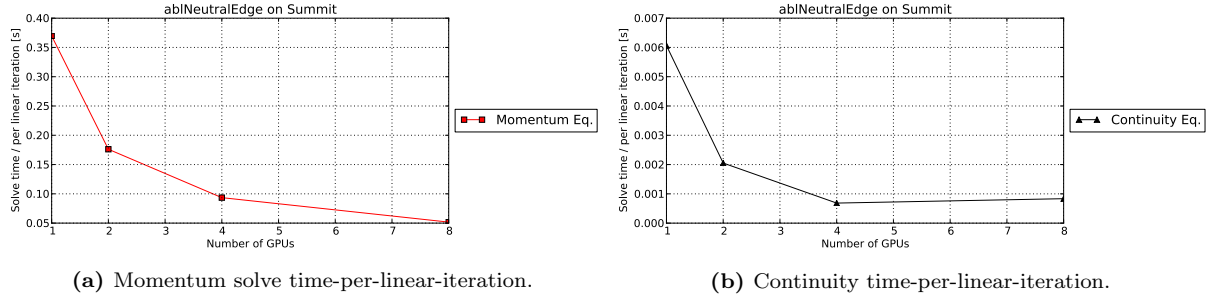 ablNeutralEdge on Summit
Solve time / per linear iteration [s]
0.40
0.35
0.30
0.25
0.20
0.15
0.10
0.05
1 2 3 4 5 6 7 8
Number of GPUs
Momentum Eq.
(a) Momentum solve time-per-linear-iteration.
ablNeutralEdge on Summit
Solve time / per linear iteration [s]
0.007
0.006
0.005
0.004
0.003
0.002
0.001
0.000
1 2 3 4 5 6 7 8
Number of GPUs
Continuity Eq.
(b) Continuity time-per-linear-iteration.